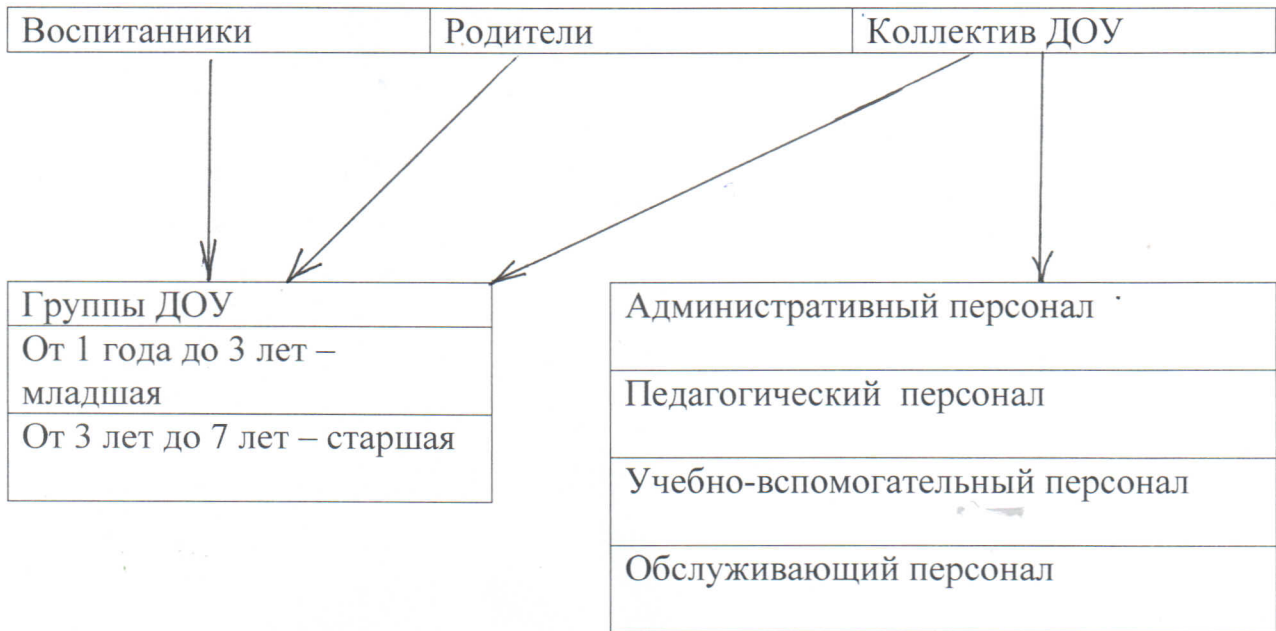 Воспитанники
Родители
Коллектив ДОУ
Группы ДОУ
От 1 года до 3 лет –
младшая
От 3 лет до 7 лет – старшая
Административный персонал
Педагогический персонал
Учебно-вспомогательный персонал
Обслуживающий персонал